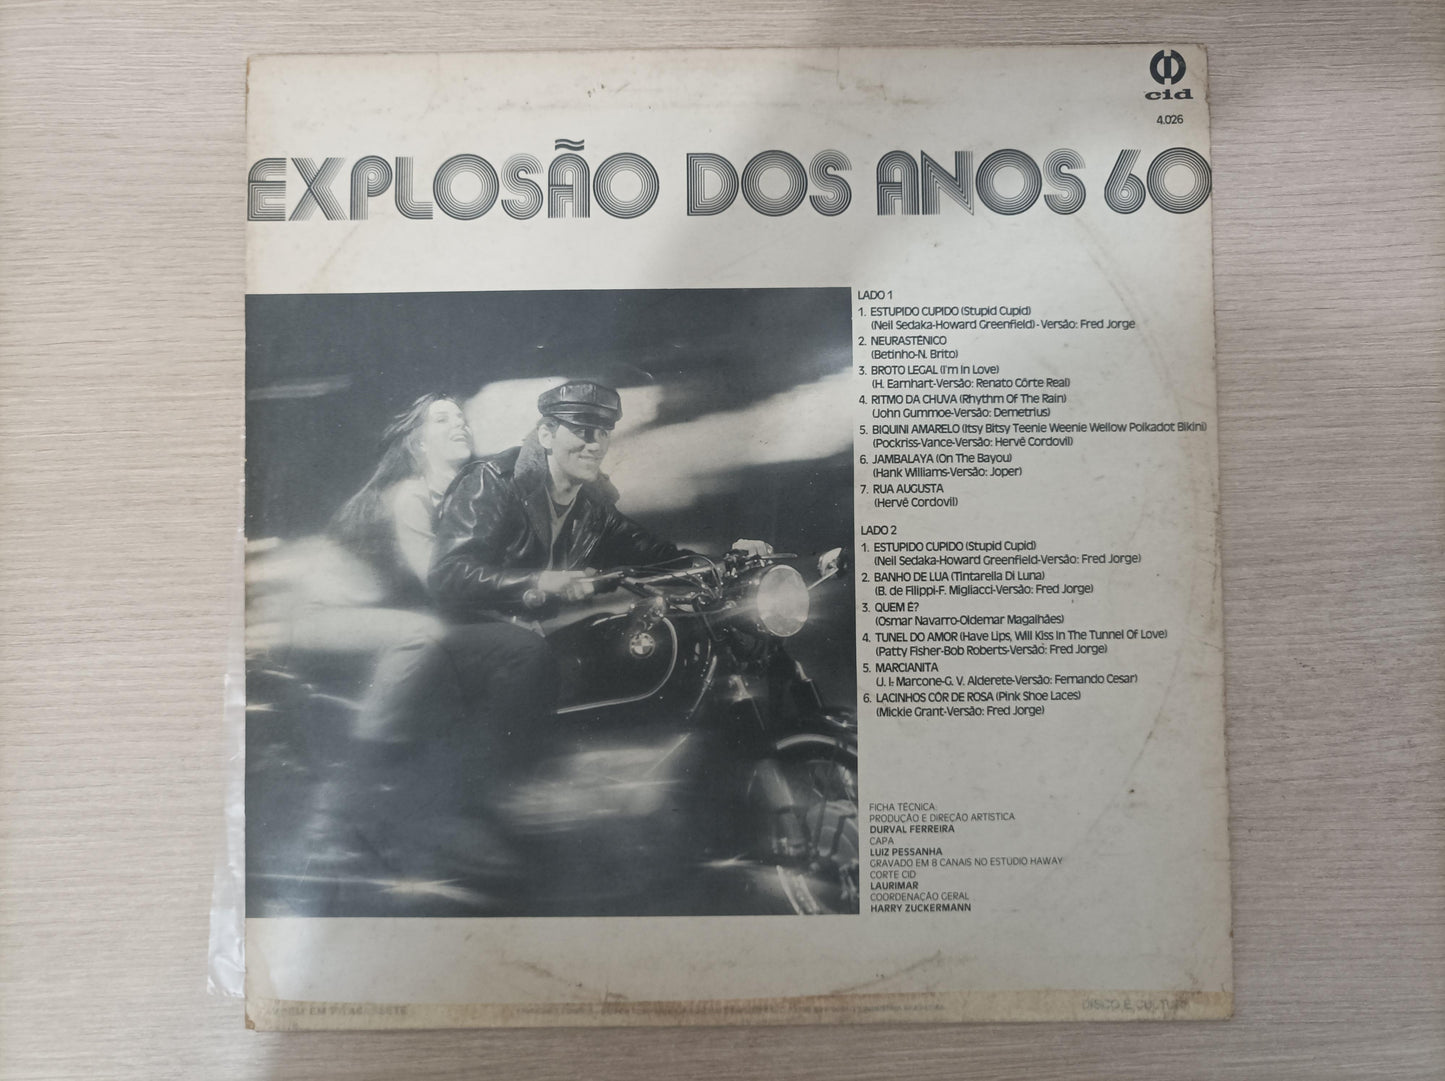 cid
4.026
EXPLOSÃO DOS ANOS 60
LADO 1
1. ESTUPIDO CUPIDO (Stupid Cupid)
(Neil Sedaka-Howard Greenfield) - Versão: Fred Jorge
2. NEURASTÊNICO
(Betinho-N. Brito)
3. BROTO LEGAL (I'm In Love)
(H. Earnhart-Versão: Renato Côrte Real)
4. RITMO DA CHUVA (Rhythm Of The Rain)
(John Gummoe-Versão: Demetrius)
5. BIQUINI AMARELO (Itsy Bitsy Teenie Weenie Wellow Polkadot Bikini)
(Pockriss-Vance-Versão: Hervê Cordovil)
6. JAMBALAYA (On The Bayou)
(Hank Williams-Versão: Joper)
7. RUA AUGUSTA
(Hervê Cordovil)
LADO 2
1. ESTUPIDO CUPIDO (Stupid Cupid)
(Neil Sedaka-Howard Greenfield-Versão: Fred Jorge)
2. BANHO DE LUA (Tintarella Di Luna)
(B. de Filippi-F. Migliacci-Versão: Fred Jorge)
3. QUEM É?
(Osmar Navarro-Oldemar Magalhães)
4. TUNEL DO AMOR (Have Lips, Will Kiss In The Tunnel Of Love)
(Patty Fisher-Bob Roberts-Versão: Fred Jorge)
5. MARCIANITA
(J. I. Marcone-G. V. Alderete-Versão: Fernando Cesar)
6. LACINHOS CÔR DE ROSA (Pink Shoe Laces)
(Mickie Grant-Versão: Fred Jorge)
FICHA TÉCNICA:
PRODUÇÃO E DIREÇÃO ARTISTICA
DURVAL FERREIRA
CAPA
LUIZ PESSANHA
GRAVADO EM 8 CANAIS NO ESTUDIO HAWAY
CORTE CID
LAURIMAR
COORDENAÇÃO GERAL
HARRY ZUCKERMANN
DISCO É CULTURA